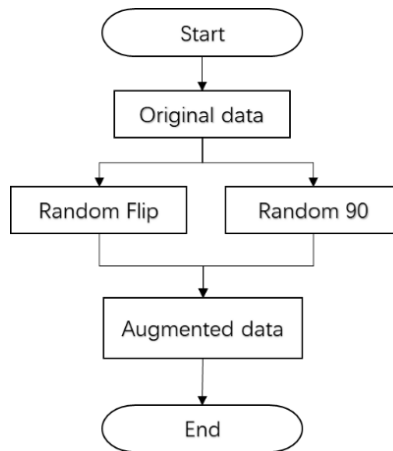 Start
Original data
Random Flip
Random 90
Augmented data
End